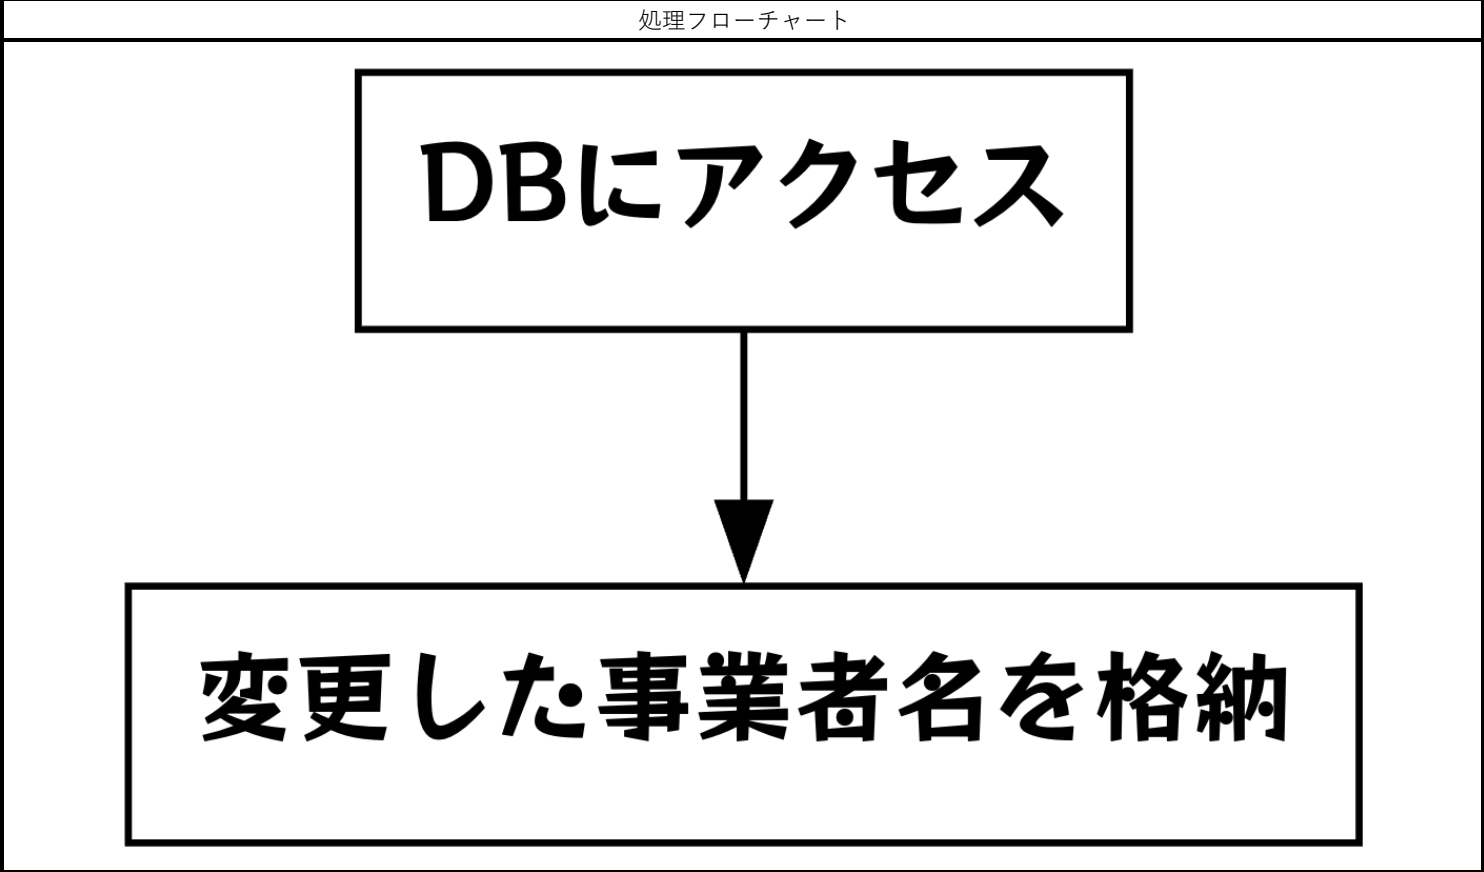 処理フローチャート
DBにアクセス
変更した事業者名を格納